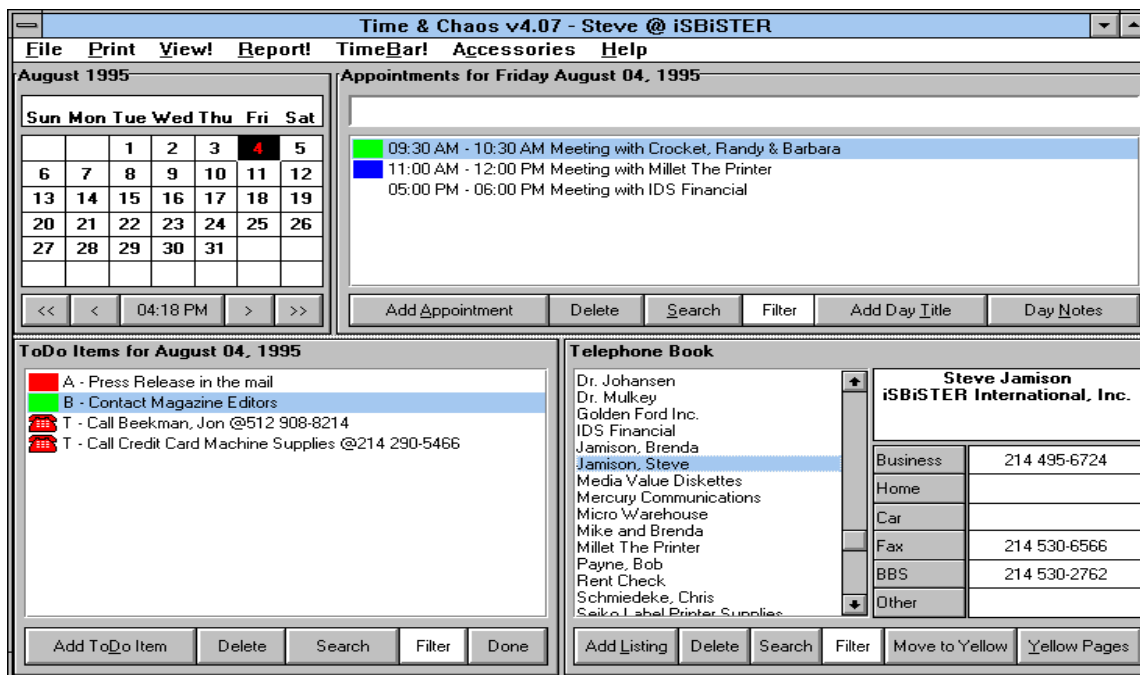 Time & Chaos v4.07 - Steve @ iSBiSTER
File Print View! Report! TimeBar! Accessories Help
August 1995
Sun Mon Tue Wed Thu Fri Sat
1 2 3 4 5
6 7 8 9 10 11 12
13 14 15 16 17 18 19
20 21 22 23 24 25 26
27 28 29 30 31
<< < 04:18 PM > >>
Appointments for Friday August 04, 1995
09:30 AM - 10:30 AM Meeting with Crocket, Randy & Barbara
11:00 AM - 12:00 PM Meeting with Millet The Printer
05:00 PM - 06:00 PM Meeting with IDS Financial
Add Appointment Delete Search Filter Add Day Title Day Notes
ToDo Items for August 04, 1995
A - Press Release in the mail
B - Contact Magazine Editors
T - Call Beekman, Jon @512 908-8214
T - Call Credit Card Machine Supplies @214 290-5466
Add ToDo Item Delete Search Filter Done
Telephone Book
Dr. Johansen
Dr. Mulkey
Golden Ford Inc.
IDS Financial
Jamison, Brenda
Jamison, Steve
Media Value Diskettes
Mercury Communications
Micro Warehouse
Mike and Brenda
Millet The Printer
Payne, Bob
Rent Check
Schmiedeke, Chris
Seiko Label Printer Supplies
Steve Jamison
iSBiSTER International, Inc.
Business 214 495-6724
Home
Car
Fax 214 530-6566
BBS 214 530-2762
Other
Add Listing Delete Search Filter Move to Yellow Yellow Pages